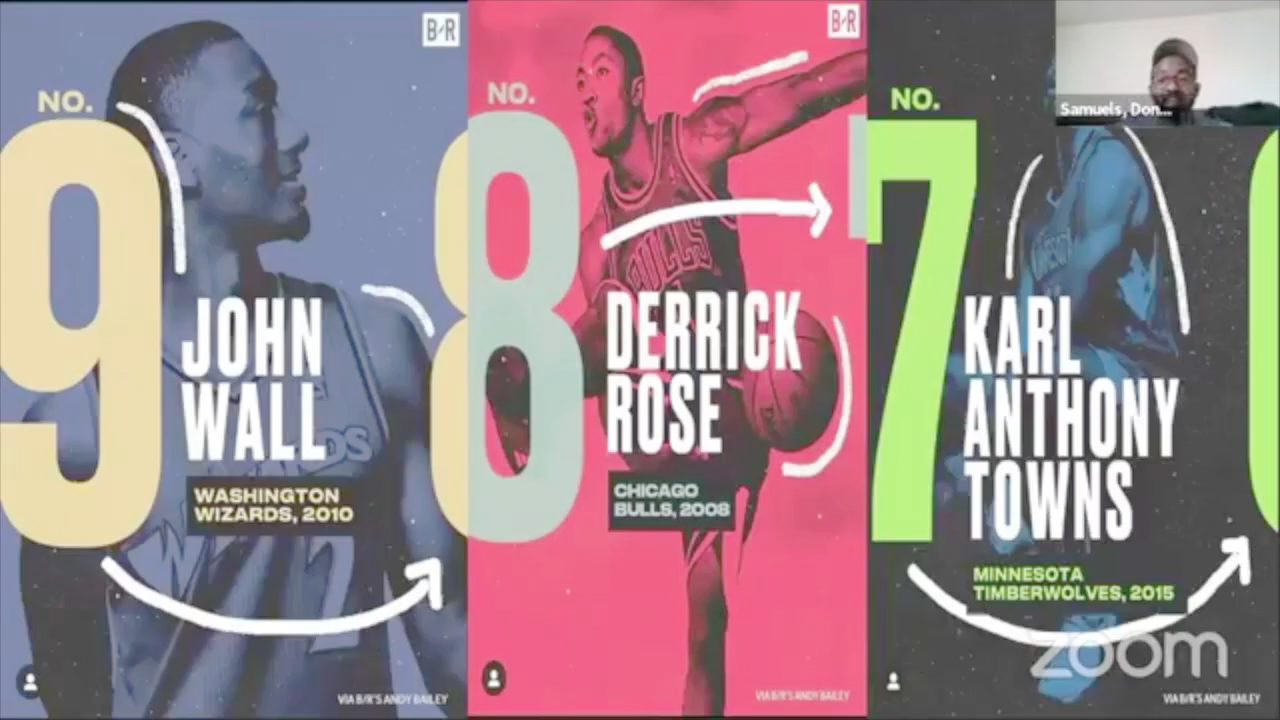 B/R
NO.
9
JOHN
WALL
WASHINGTON
WIZARDS, 2010
VIA B/R'S ANDY BAILEY
B/R
NO.
8
BULLS
DERRICK
ROSE
CHICAGO
BULLS, 2008
VIA B/R'S ANDY BAILEY
Samuels, Don...
NO.
7
KARL
ANTHONY
TOWNS
MINNESOTA
TIMBERWOLVES, 2015
zoom
VIA B/R'S ANDY BAILEY